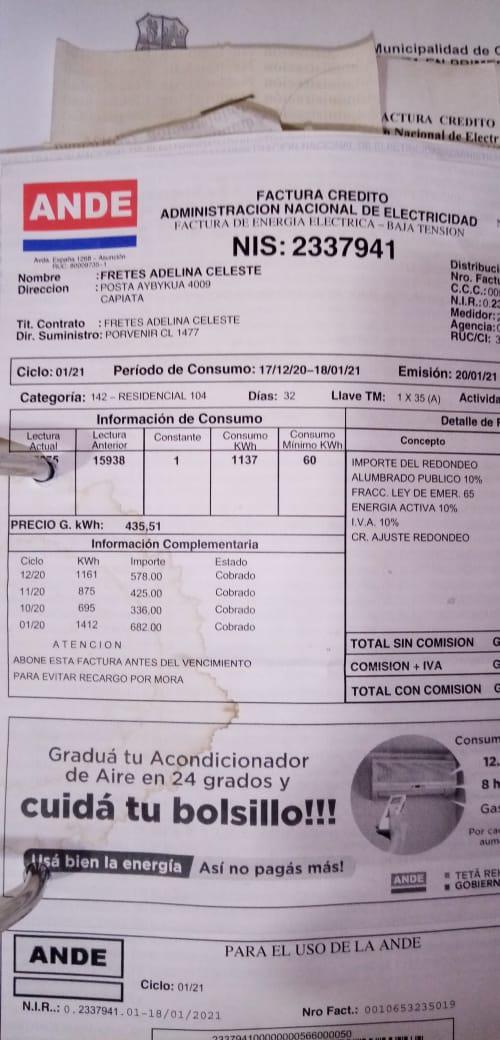 Municipalidad de
FACTURA CREDITO
Nacional de Electr
ANDE
Avda. España 1268 - Asunción
RUC: 80009735-1
FACTURA CREDITO
ADMINISTRACION NACIONAL DE ELECTRICIDAD
FACTURA DE ENERGIA ELECTRICA - BAJA TENSION
NIS: 2337941
Nombre :FRETES ADELINA CELESTE
Direccion : POSTA AYBYKUA 4009
CAPIATA
Tit. Contrato : FRETES ADELINA CELESTE
Dir. Suministro: PORVENIR CL 1477
Distribuci
Nro. Factu
C.C.C.:00
N.I.R.:0.23
Medidor:
Agencia:
RUC/CI: 3
Ciclo: 01/21 Período de Consumo: 17/12/20-18/01/21 Emisión: 20/01/21
Categoría: 142 - RESIDENCIAL 104 Días: 32 Llave TM: 1 X 35 (A) Activida
Información de Consumo
Lectura Actual Lectura Anterior Constante Consumo KWh Consumo Mínimo KWh
15938 1 1137 60
PRECIO G. kWh: 435,51
Información Complementaria
Ciclo KWh Importe Estado
12/20 1161 578.00 Cobrado
11/20 875 425.00 Cobrado
10/20 695 336,00 Cobrado
01/20 1412 682.00 Cobrado
ATENCION
ABONE ESTA FACTURA ANTES DEL VENCIMIENTO
PARA EVITAR RECARGO POR MORA
Detalle de F
Concepto
IMPORTE DEL REDONDEO
ALUMBRADO PUBLICO 10%
FRACC. LEY DE EMER. 65
ENERGIA ACTIVA 10%
I.V.A. 10%
CR. AJUSTE REDONDEO
TOTAL SIN COMISION G
COMISION + IVA G
TOTAL CON COMISION G
Graduá tu Acondicionador
de Aire en 24 grados y
cuidá tu bolsillo!!!
Usá bien la energía Así no pagás más!
Consum
12.
8 h
Gas
Por ca
aum
ANDE
TETÃ REK
GOBIERN
ANDE
PARA EL USO DE LA ANDE
Ciclo: 01/21
N.I.R..: 0.2337941.01-18/01/2021 Nro Fact.: 0010653235019